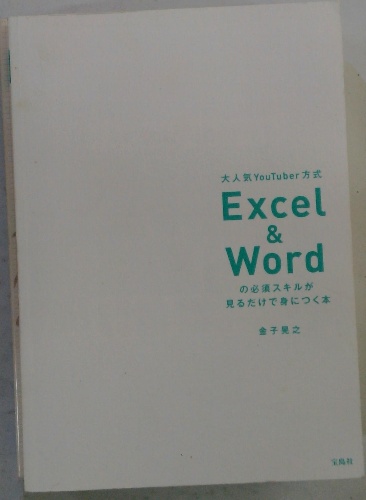 大人気YouTuber方式
Excel
&
Word
の必須スキルが
見るだけで身につく本
金子晃之
宝島社